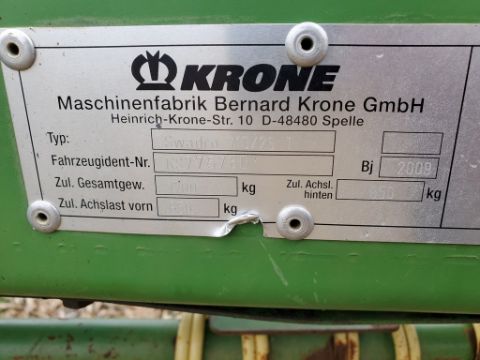 KRONE
Maschinenfabrik Bernard Krone GmbH
Heinrich-Krone-Str. 10 D-48480 Spelle
Typ: Swadro
Fahrzeugident-Nr. Bj 2009
Zul. Gesamtgew. kg Zul. Achsl. hinten kg
Zul. Achslast vorn kg